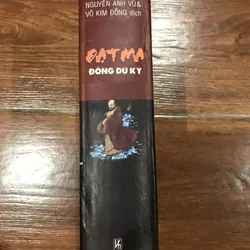 NGUYỄN ANH VŨ &
VÕ KIM ĐỒNG dịch
ĐẠT MA
ĐÔNG DU KÝ